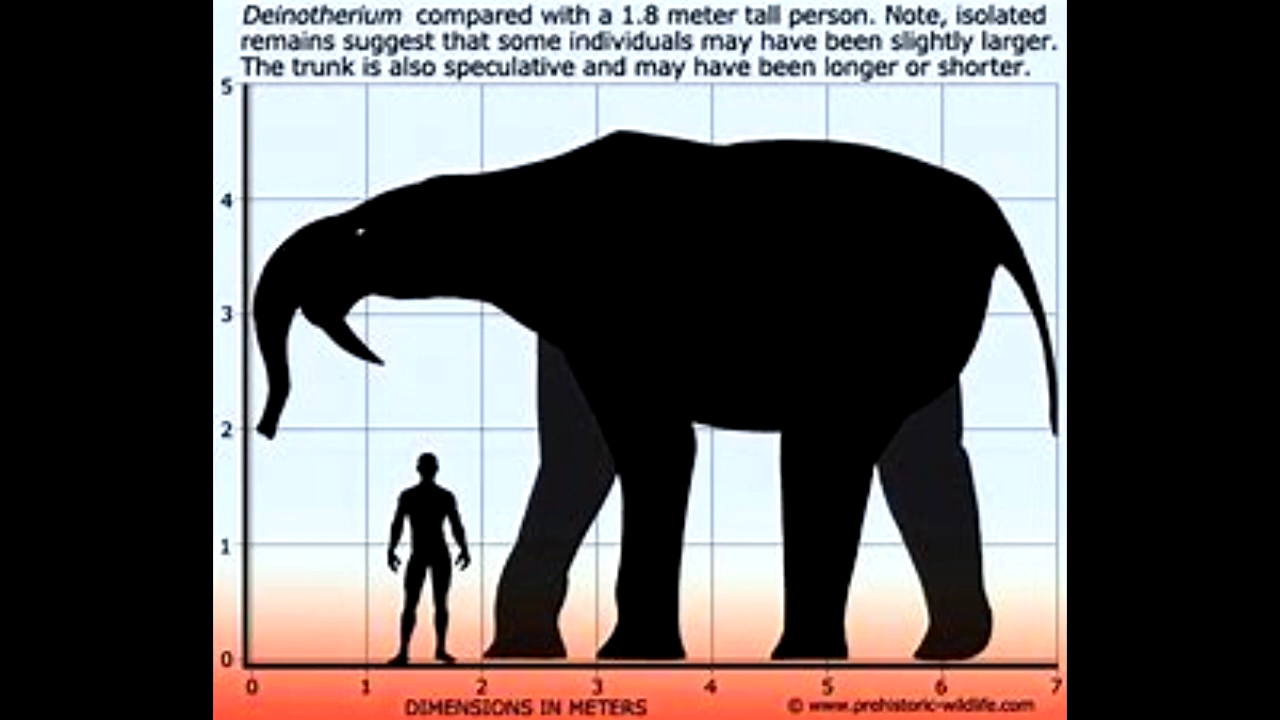 Deinotherium compared with a 1.8 meter tall person. Note, isolated
remains suggest that some individuals may have been slightly larger.
The trunk is also speculative and may have been longer or shorter.
5
4
3
2
1
0
0 1 2 3 4 5 6 7
DIMENSIONS IN METERS © www.prehistoric-wildlife.com